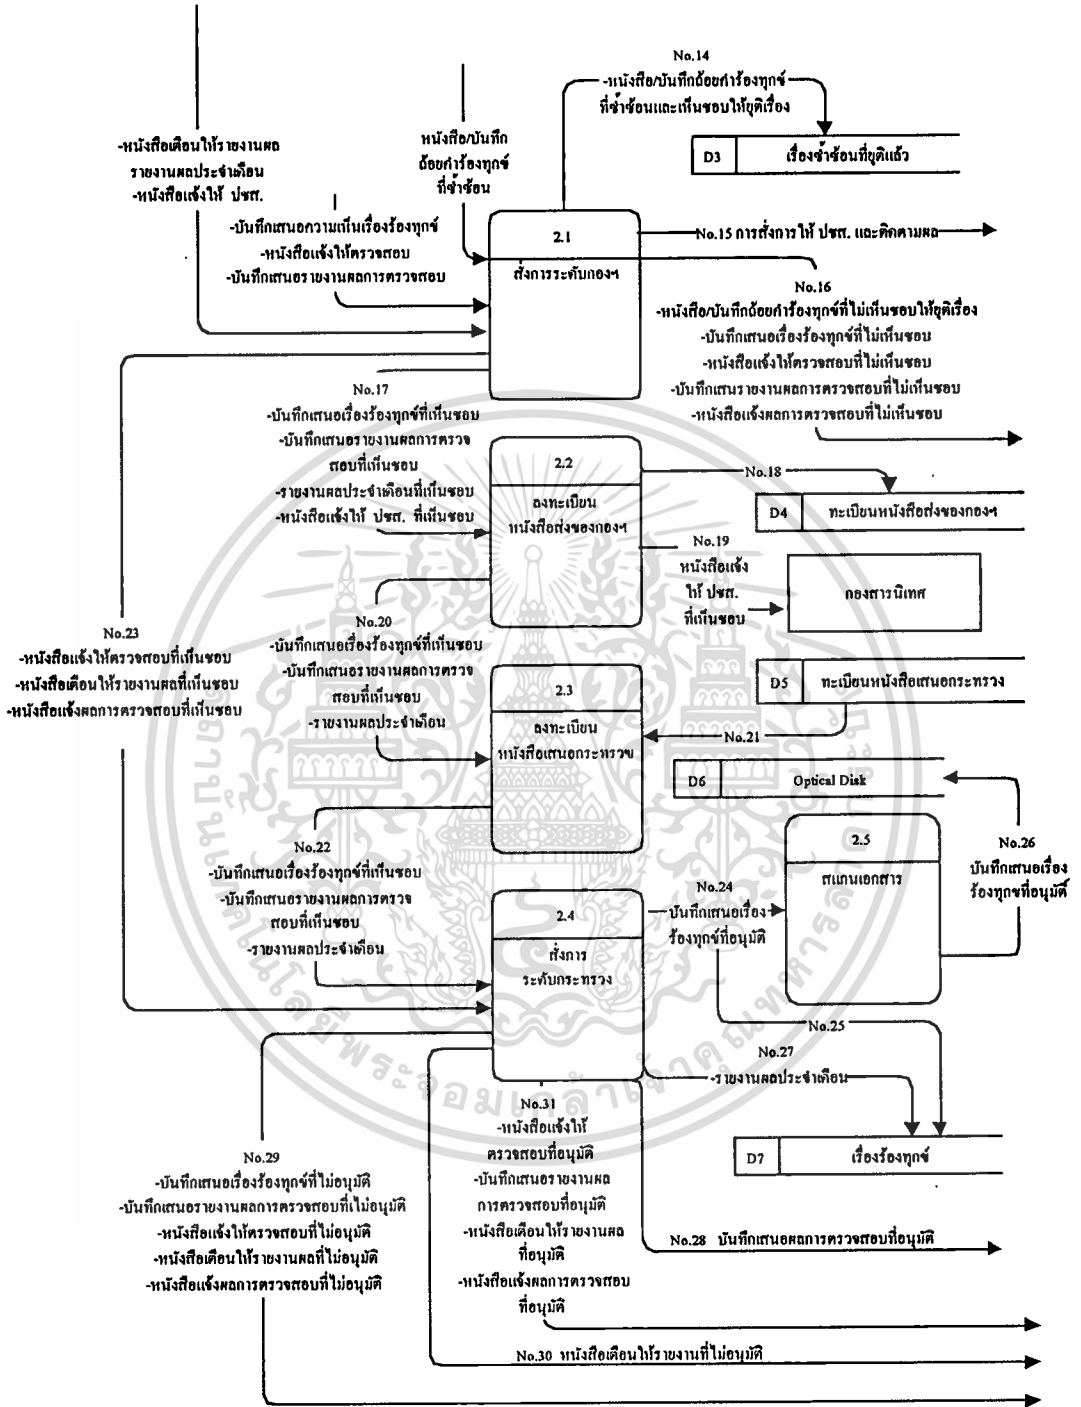 No.14
-หนังสือ/บันทึกถ้อยคำร้องทุกข์
ที่ซ้ำซ้อนและเห็นชอบให้ยุติเรื่อง
D3 เรื่องซ้ำซ้อนที่ยุติแล้ว
-หนังสือเตือนให้รายงานผล
รายงานผลประจำเดือน
-หนังสือแจ้งให้ ปชส.
หนังสือ/บันทึก
ถ้อยคำร้องทุกข์
ที่ซ้ำซ้อน
-บันทึกเสนอความเห็นเรื่องร้องทุกข์
-หนังสือแจ้งให้ตรวจสอบ
-บันทึกเสนอรายงานผลการตรวจสอบ
2.1
สั่งการระดับกองฯ
No.15 การสั่งการให้ ปชส. และติดตามผล
No.16
-หนังสือ/บันทึกถ้อยคำร้องทุกข์ที่ไม่เห็นชอบให้ยุติเรื่อง
-บันทึกเสนอเรื่องร้องทุกข์ที่ไม่เห็นชอบ
-หนังสือแจ้งให้ตรวจสอบที่ไม่เห็นชอบ
-บันทึกเสนรายงานผลการตรวจสอบที่ไม่เห็นชอบ
-หนังสือแจ้งผลการตรวจสอบที่ไม่เห็นชอบ
No.17
-บันทึกเสนอเรื่องร้องทุกข์ที่เห็นชอบ
-บันทึกเสนอรายงานผลการตรวจ
สอบที่เห็นชอบ
-รายงานผลประจำเดือนที่เห็นชอบ
-หนังสือแจ้งให้ ปชส. ที่เห็นชอบ
2.2
ลงทะเบียน
หนังสือส่งของกองฯ
No.18
D4 ทะเบียนหนังสือส่งของกองฯ
No.19
หนังสือแจ้ง
ให้ ปชส.
ที่เห็นชอบ
กองสารนิเทศ
No.20
-บันทึกเสนอเรื่องร้องทุกข์ที่เห็นชอบ
-บันทึกเสนอรายงานผลการตรวจ
สอบที่เห็นชอบ
-รายงานผลประจำเดือน
No.23
-หนังสือแจ้งให้ตรวจสอบที่เห็นชอบ
-หนังสือเตือนให้รายงานผลที่เห็นชอบ
-หนังสือแจ้งผลการตรวจสอบที่เห็นชอบ
2.3
ลงทะเบียน
หนังสือเสนอกระทรวง
D5 ทะเบียนหนังสือเสนอกระทรวง
No.21
D6 Optical Disk
No.22
-บันทึกเสนอเรื่องร้องทุกข์ที่เห็นชอบ
-บันทึกเสนอรายงานผลการตรวจ
สอบที่เห็นชอบ
-รายงานผลประจำเดือน
2.4
สั่งการ
ระดับกระทรวง
No.24
บันทึกเสนอเรื่อง
ร้องทุกข์ที่อนุมัติ
2.5
สแกนเอกสาร
No.26
บันทึกเสนอเรื่อง
ร้องทุกข์ที่อนุมัติ
No.25
No.27
-รายงานผลประจำเดือน
D7 เรื่องร้องทุกข์
No.31
-หนังสือแจ้งให้
ตรวจสอบที่อนุมัติ
-บันทึกเสนอรายงานผล
การตรวจสอบที่อนุมัติ
-หนังสือเตือนให้รายงานผล
ที่อนุมัติ
-หนังสือแจ้งผลการตรวจสอบ
ที่อนุมัติ
No.29
-บันทึกเสนอเรื่องร้องทุกข์ที่ไม่อนุมัติ
-บันทึกเสนอรายงานผลการตรวจสอบที่ไม่อนุมัติ
-หนังสือแจ้งให้ตรวจสอบที่ไม่อนุมัติ
-หนังสือเตือนให้รายงานผลที่ไม่อนุมัติ
-หนังสือแจ้งผลการตรวจสอบที่ไม่อนุมัติ
No.28 บันทึกเสนอผลการตรวจสอบที่อนุมัติ
No.30 หนังสือเตือนให้รายงานที่ไม่อนุมัติ
สถาบันเทคโนโลยีพระจอมเกล้าเจ้าคุณทหารลาดกระบัง